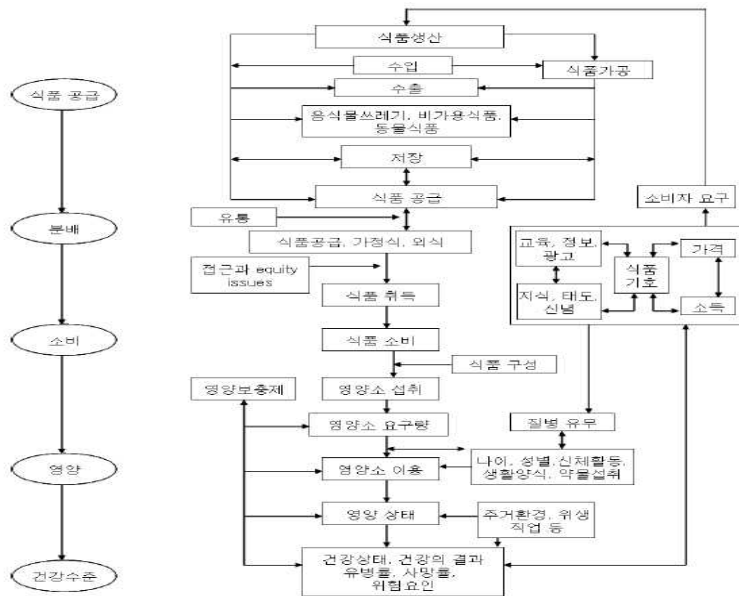 식품생산
수입
식품가공
수출
식품 공급
음식물쓰레기, 비가용식품,
동물식품
저장
식품 공급
소비자 요구
유통
분배
식품공급, 가정식, 외식
교육, 정보,
광고
가격
식품
기호
접근과 equity
issues
식품 취득
지식, 태도,
신념
소득
소비
식품 소비
식품 구성
영양보충제
영양소 섭취
영양소 요구량
질병 유무
영양
영양소 이용
나이, 성별,신체활동,
생활양식, 약물섭취
영양 상태
주거환경, 위생
직업 등
건강수준
건강상태, 건강의 결과
유병률, 사망률,
위험요인